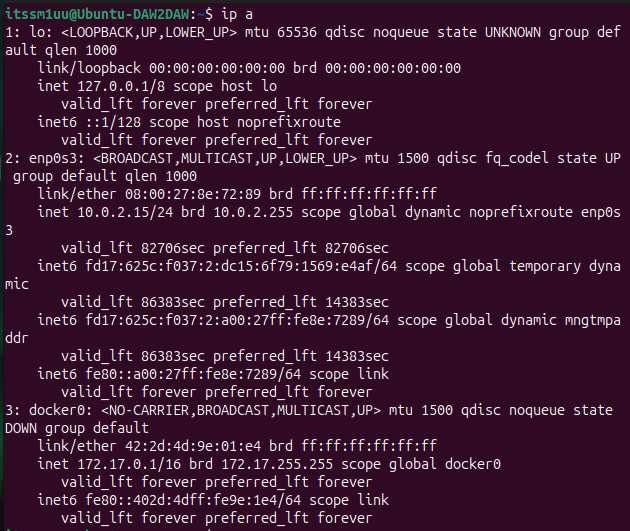 itssm1uu@Ubuntu-DAW2DAW:~$ ip a
1: lo: <LOOPBACK,UP,LOWER_UP> mtu 65536 qdisc noqueue state UNKNOWN group def
ault qlen 1000
    link/loopback 00:00:00:00:00:00 brd 00:00:00:00:00:00
    inet 127.0.0.1/8 scope host lo
       valid_lft forever preferred_lft forever
    inet6 ::1/128 scope host noprefixroute
       valid_lft forever preferred_lft forever
2: enp0s3: <BROADCAST,MULTICAST,UP,LOWER_UP> mtu 1500 qdisc fq_codel state UP
 group default qlen 1000
    link/ether 08:00:27:8e:72:89 brd ff:ff:ff:ff:ff:ff
    inet 10.0.2.15/24 brd 10.0.2.255 scope global dynamic noprefixroute enp0s
3
       valid_lft 82706sec preferred_lft 82706sec
    inet6 fd17:625c:f037:2:dc15:6f79:1569:e4af/64 scope global temporary dyna
mic
       valid_lft 86383sec preferred_lft 14383sec
    inet6 fd17:625c:f037:2:a00:27ff:fe8e:7289/64 scope global dynamic mngtmpa
ddr
       valid_lft 86383sec preferred_lft 14383sec
    inet6 fe80::a00:27ff:fe8e:7289/64 scope link
       valid_lft forever preferred_lft forever
3: docker0: <NO-CARRIER,BROADCAST,MULTICAST,UP> mtu 1500 qdisc noqueue state
DOWN group default
    link/ether 42:2d:4d:9e:01:e4 brd ff:ff:ff:ff:ff:ff
    inet 172.17.0.1/16 brd 172.17.255.255 scope global docker0
       valid_lft forever preferred_lft forever
    inet6 fe80::402d:4dff:fe9e:1e4/64 scope link
       valid_lft forever preferred_lft forever